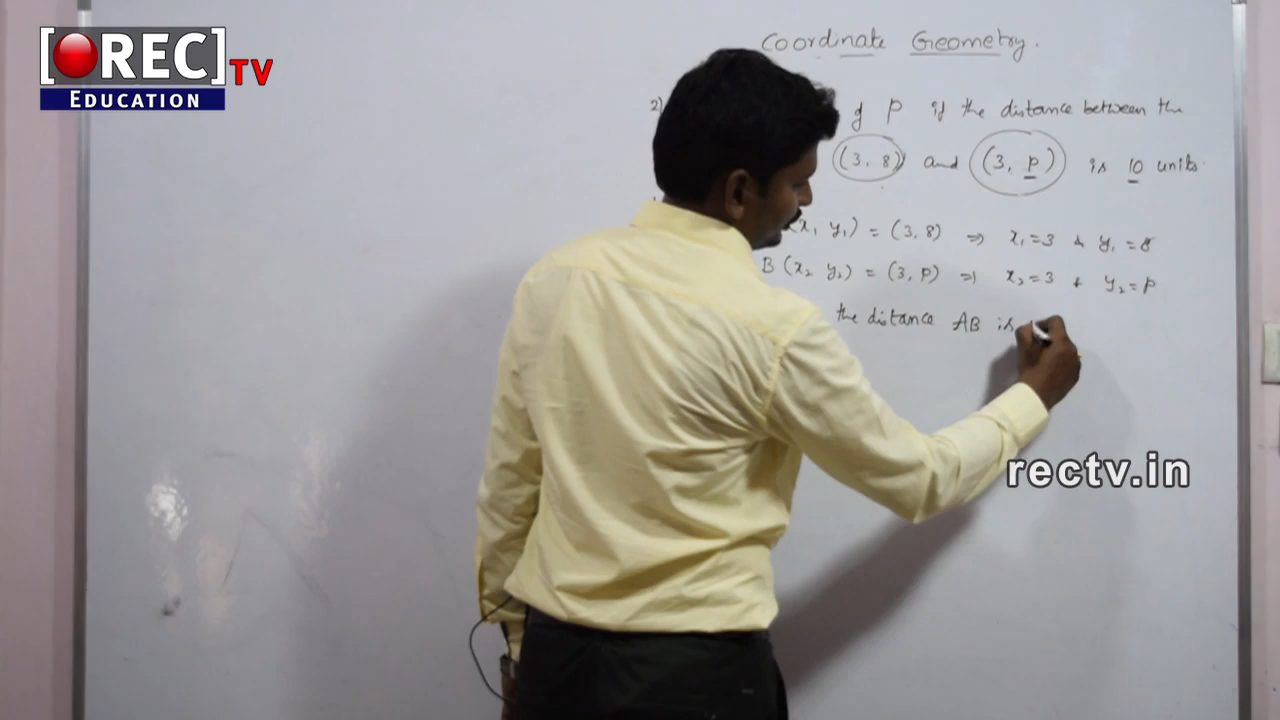 [REC]TV
EDUCATION
Coordinate Geometry.
2) of P if the distance between the
(3, 8) and (3, P) is 10 units
(x₁ y₁) = (3, 8) ⇒ x₁=3 & y₁=8
B (x₂ y₂) = (3, P) ⇒ x₂=3 & y₂=P
the distance AB is
rectv.in